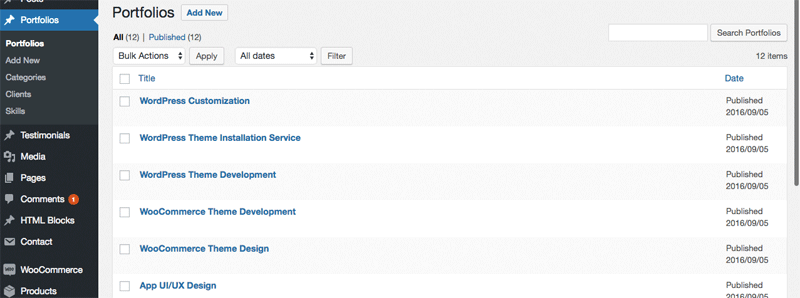 Posts
Portfolios
Portfolios
Add New
Categories
Clients
Skills
Testimonials
Media
Pages
Comments 1
HTML Blocks
Contact
WooCommerce
Products
Portfolios Add New
All (12) | Published (12)
Search Portfolios
Bulk Actions Apply All dates Filter
12 items
Title Date
WordPress Customization Published
2016/09/05
WordPress Theme Installation Service Published
2016/09/05
WordPress Theme Development Published
2016/09/05
WooCommerce Theme Development Published
2016/09/05
WooCommerce Theme Design Published
2016/09/05
App UI/UX Design Published